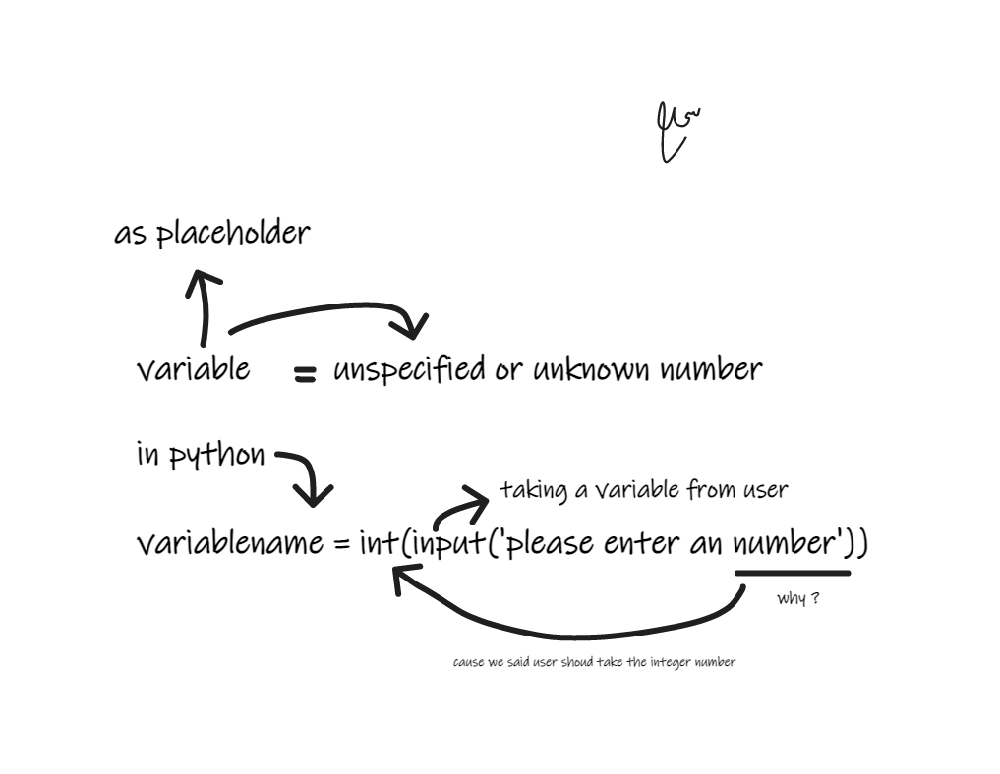 as placeholder
variable = unspecified or unknown number
in python
taking a variable from user
variablename = int(input('please enter an number'))
why ?
cause we said user shoud take the integer number